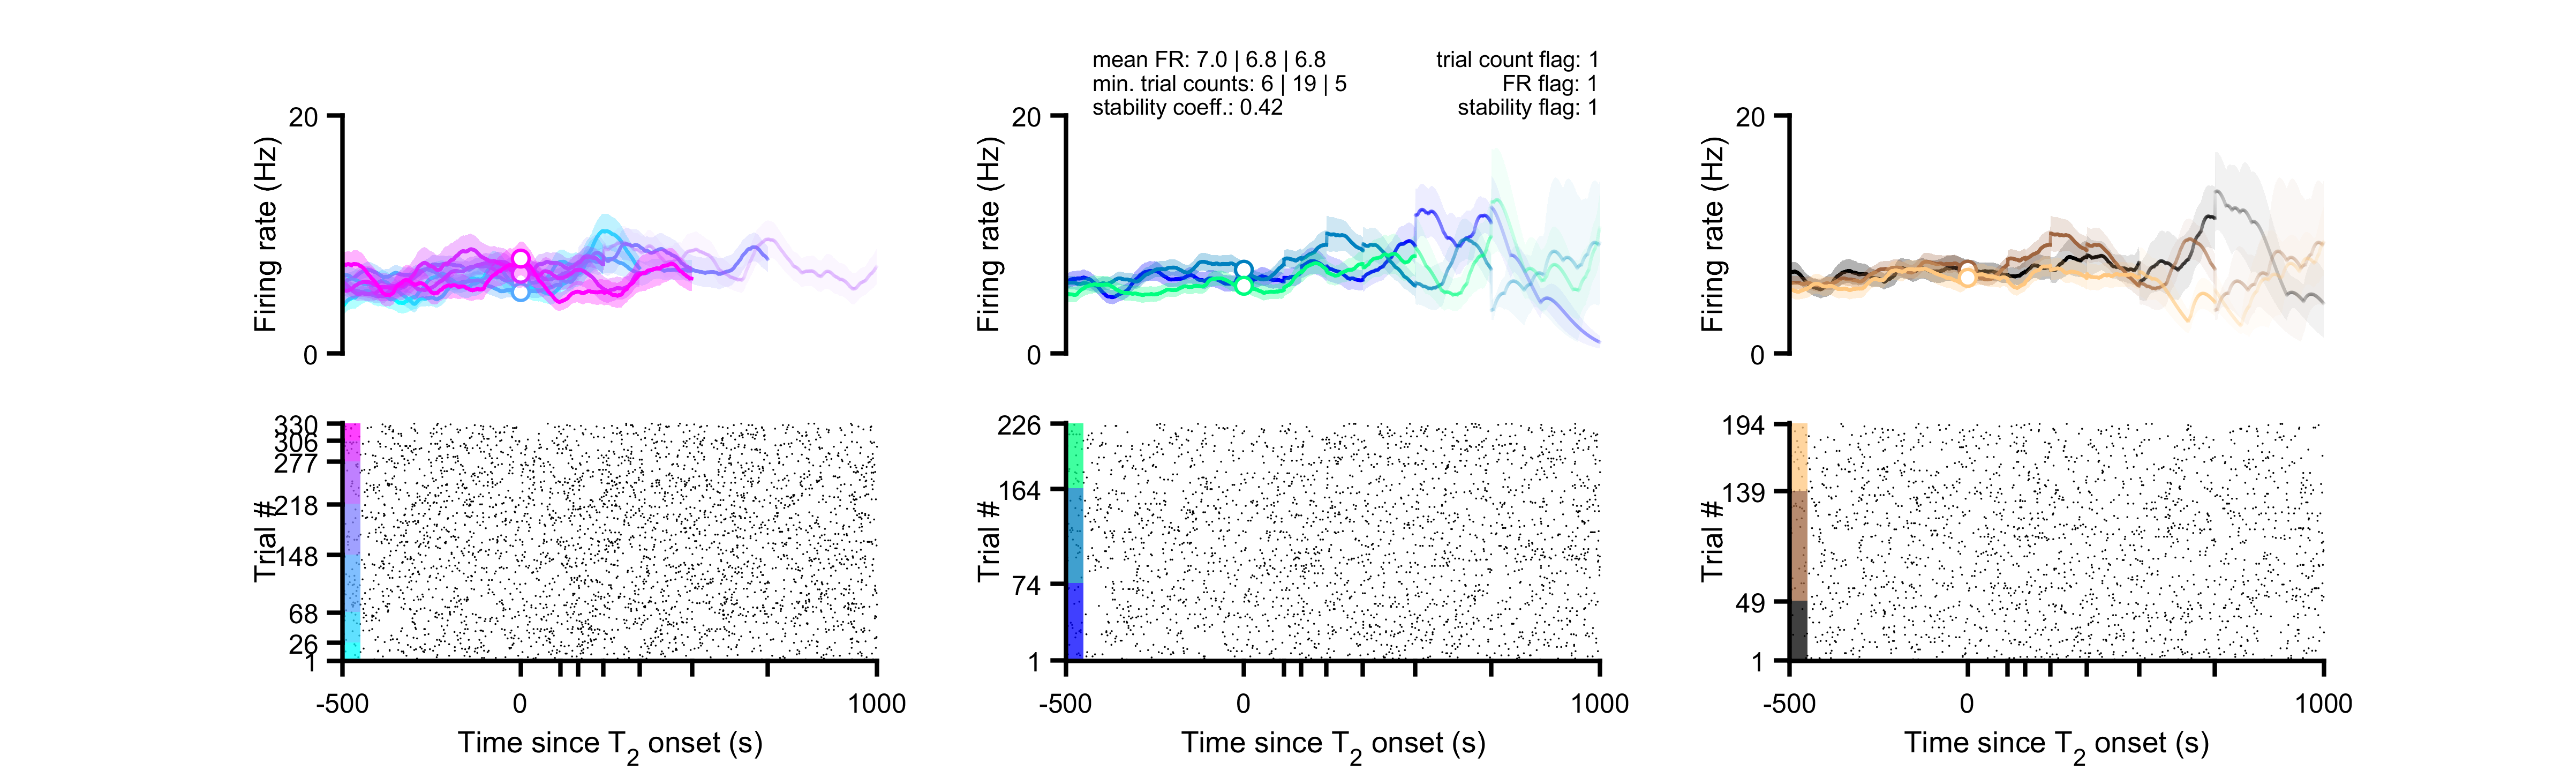 mean FR: 7.0 | 6.8 | 6.8
min. trial counts: 6 | 19 | 5
stability coeff.: 0.42
trial count flag: 1
FR flag: 1
stability flag: 1
20
Firing rate (Hz)
0
20
Firing rate (Hz)
0
20
Firing rate (Hz)
0
330
306
277
218
148
68
26
1
Trial #
-500
0
1000
Time since T2 onset (s)
226
164
74
1
Trial #
-500
0
1000
Time since T2 onset (s)
194
139
49
1
Trial #
-500
0
1000
Time since T2 onset (s)